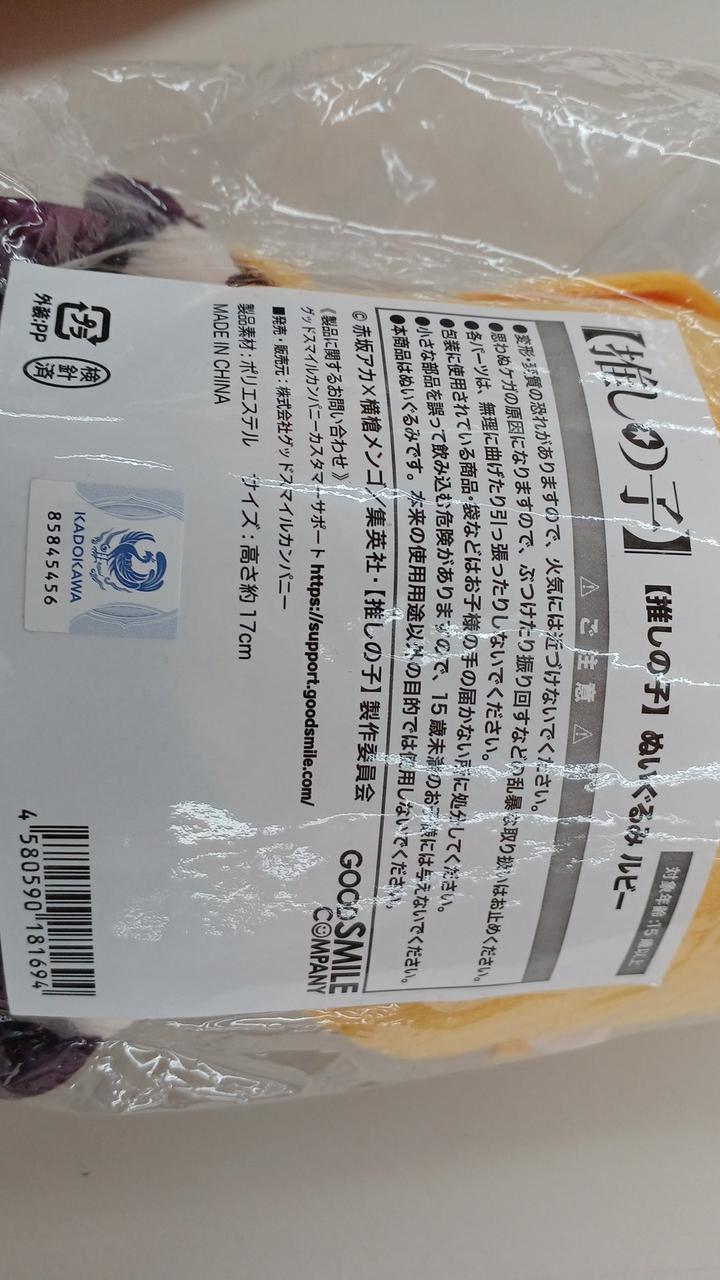 【推しの子】
【推しの子】ぬいぐるみ ルビー
対象年齢:15歳以上
ご注意
●変形・変質の恐れがありますので、火気には近づけないでください。
●思わぬケガの原因になりますので、ぶつけたり振り回すなどの乱暴な取り扱いはお止めください。
●各パーツは、無理に曲げたり引っ張ったりしないでください。
●包装に使用されている商品・袋などはお子様の手の届かない所に処分してください。
●小さな部品を誤って飲み込む危険がありますので、15歳未満のお子様には与えないでください。
●本商品はぬいぐるみです。本来の使用用途以外の目的では使用しないでください。
©赤坂アカ×横槍メンゴ／集英社・【推しの子】製作委員会
《製品に関するお問い合わせ》
グッドスマイルカンパニーカスタマーサポート https://support.goodsmile.com/
■発売・販売元：株式会社グッドスマイルカンパニー
製品素材：ポリエステル サイズ：高さ約17cm
MADE IN CHINA
GOOD SMILE
COMPANY
プラ
外袋:PP
検針済
KADOKAWA
85845456
4 580590 181694